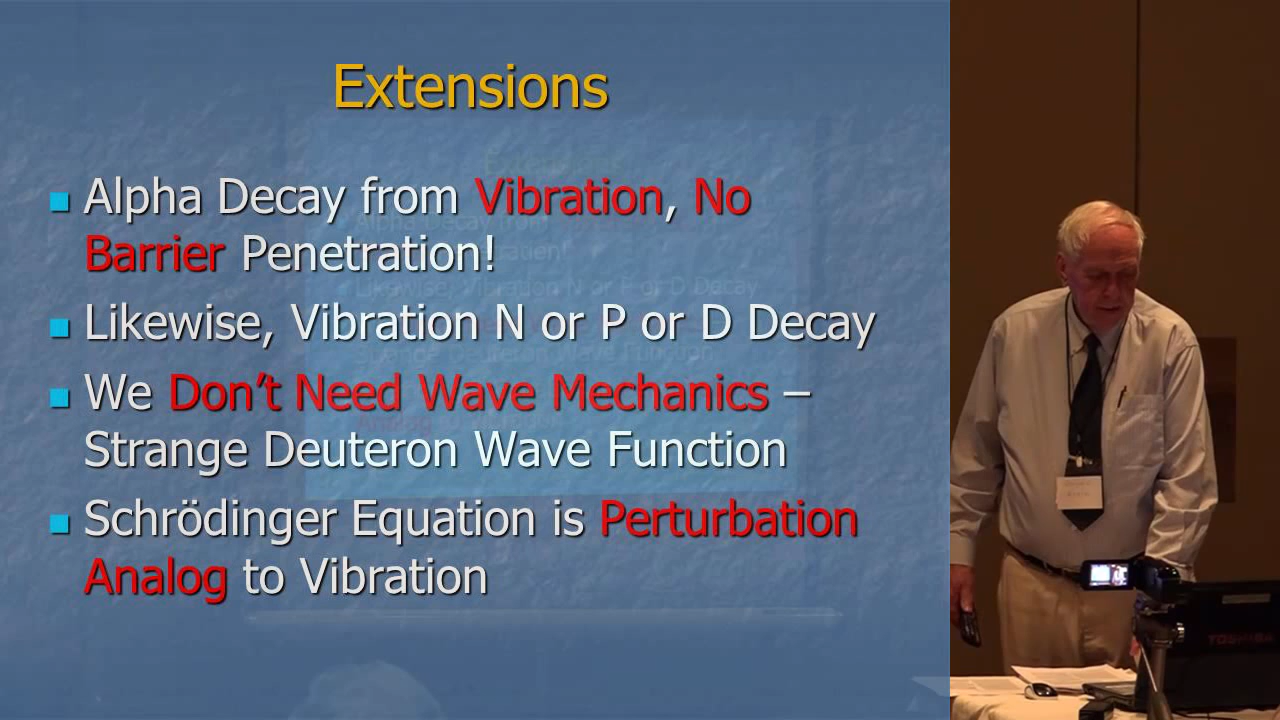 Extensions
Alpha Decay from Vibration, No
Barrier Penetration!
Likewise, Vibration N or P or D Decay
We Don't Need Wave Mechanics –
Strange Deuteron Wave Function
Schrödinger Equation is Perturbation
Analog to Vibration
TOSHIBA